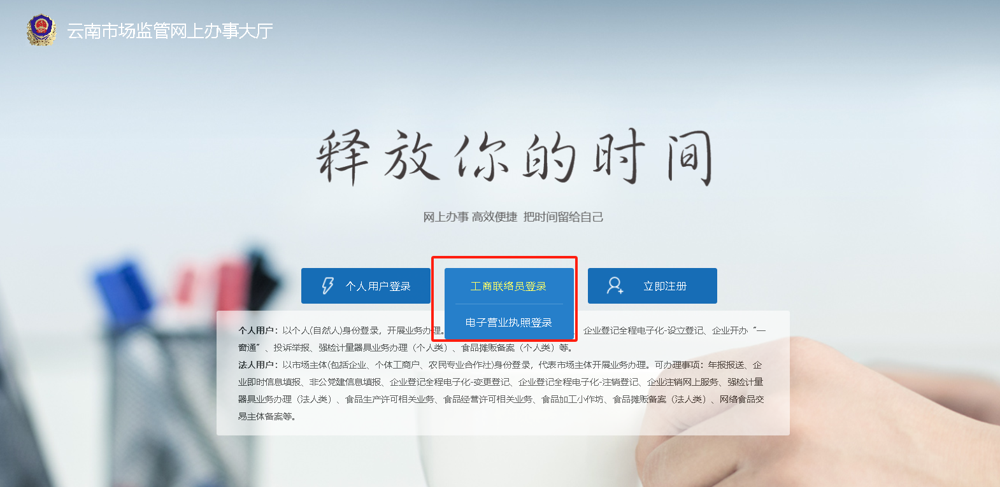 云南市场监管网上办事大厅
释放你的时间
网上办事 高效便捷 把时间留给自己
个人用户登录
工商联络员登录
电子营业执照登录
立即注册
个人用户：以个人(自然人)身份登录，开展业务办理。 、企业登记全程电子化-设立登记、企业开办“一
窗通”、投诉举报、强检计量器具业务办理（个人类）、食品摊贩备案（个人类）等。
法人用户：以市场主体(包括企业、个体工商户、农民专业合作社)身份登录，代表市场主体开展业务办理。可办理事项：年报报送、企
业即时信息填报、非公党建信息填报、企业登记全程电子化-变更登记、企业登记全程电子化-注销登记、企业注销网上服务、强检计量
器具业务办理（法人类）、食品生产许可相关业务、食品经营许可相关业务、食品加工小作坊、食品摊贩备案（法人类）、网络食品交
易主体备案等。